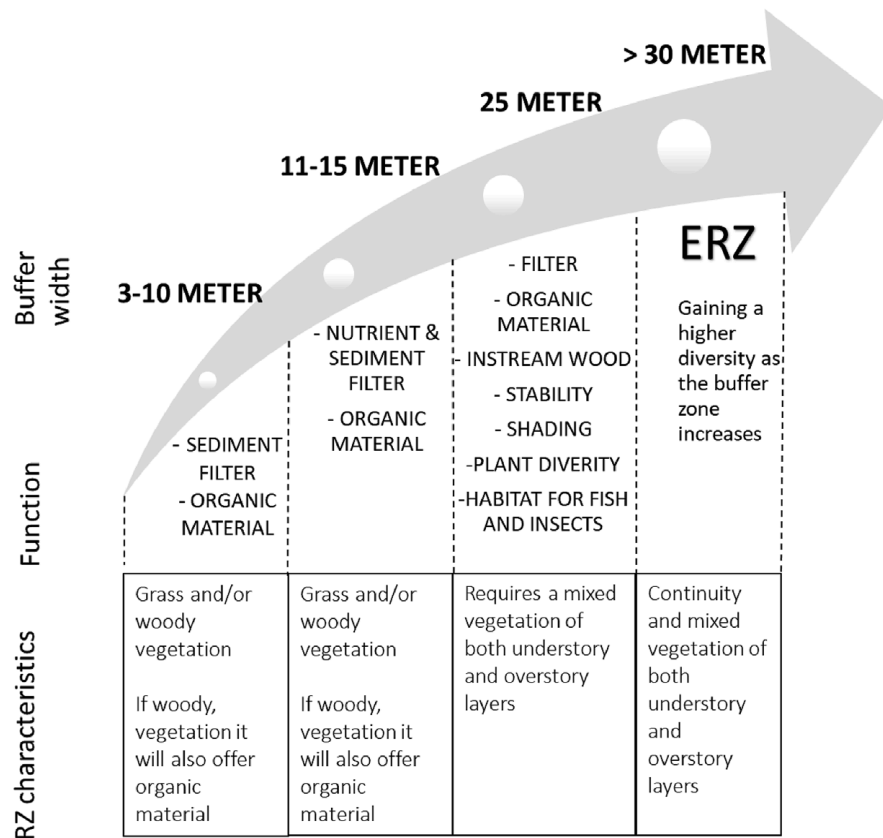 > 30 METER
25 METER
11-15 METER
3-10 METER
Buffer
width
Function
RZ characteristics
- SEDIMENT
FILTER
- ORGANIC
MATERIAL
- NUTRIENT &
SEDIMENT
FILTER
- ORGANIC
MATERIAL
- FILTER
- ORGANIC
MATERIAL
- INSTREAM WOOD
- STABILITY
- SHADING
-PLANT DIVERITY
-HABITAT FOR FISH
AND INSECTS
ERZ
Gaining a
higher
diversity as
the buffer
zone
increases
Grass and/or
woody
vegetation
If woody,
vegetation it
will also offer
organic
material
Grass and/or
woody
vegetation
If woody,
vegetation it
will also offer
organic
material
Requires a mixed
vegetation of
both understory
and overstory
layers
Continuity
and mixed
vegetation of
both
understory
and
overstory
layers